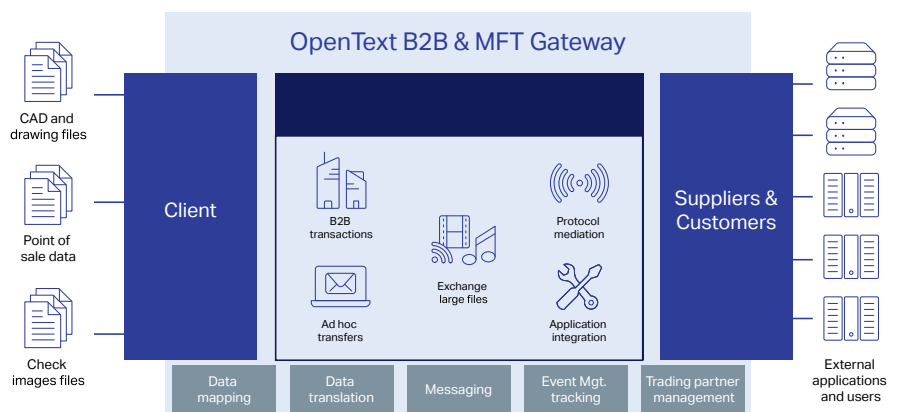 OpenText B2B & MFT Gateway
CAD and
drawing files
Point of
sale data
Check
images files
Client
B2B
transactions
Ad hoc
transfers
Exchange
large files
Protocol
mediation
Application
integration
Suppliers &
Customers
External
applications
and users
Data
mapping
Data
translation
Messaging
Event Mgt.
tracking
Trading partner
management